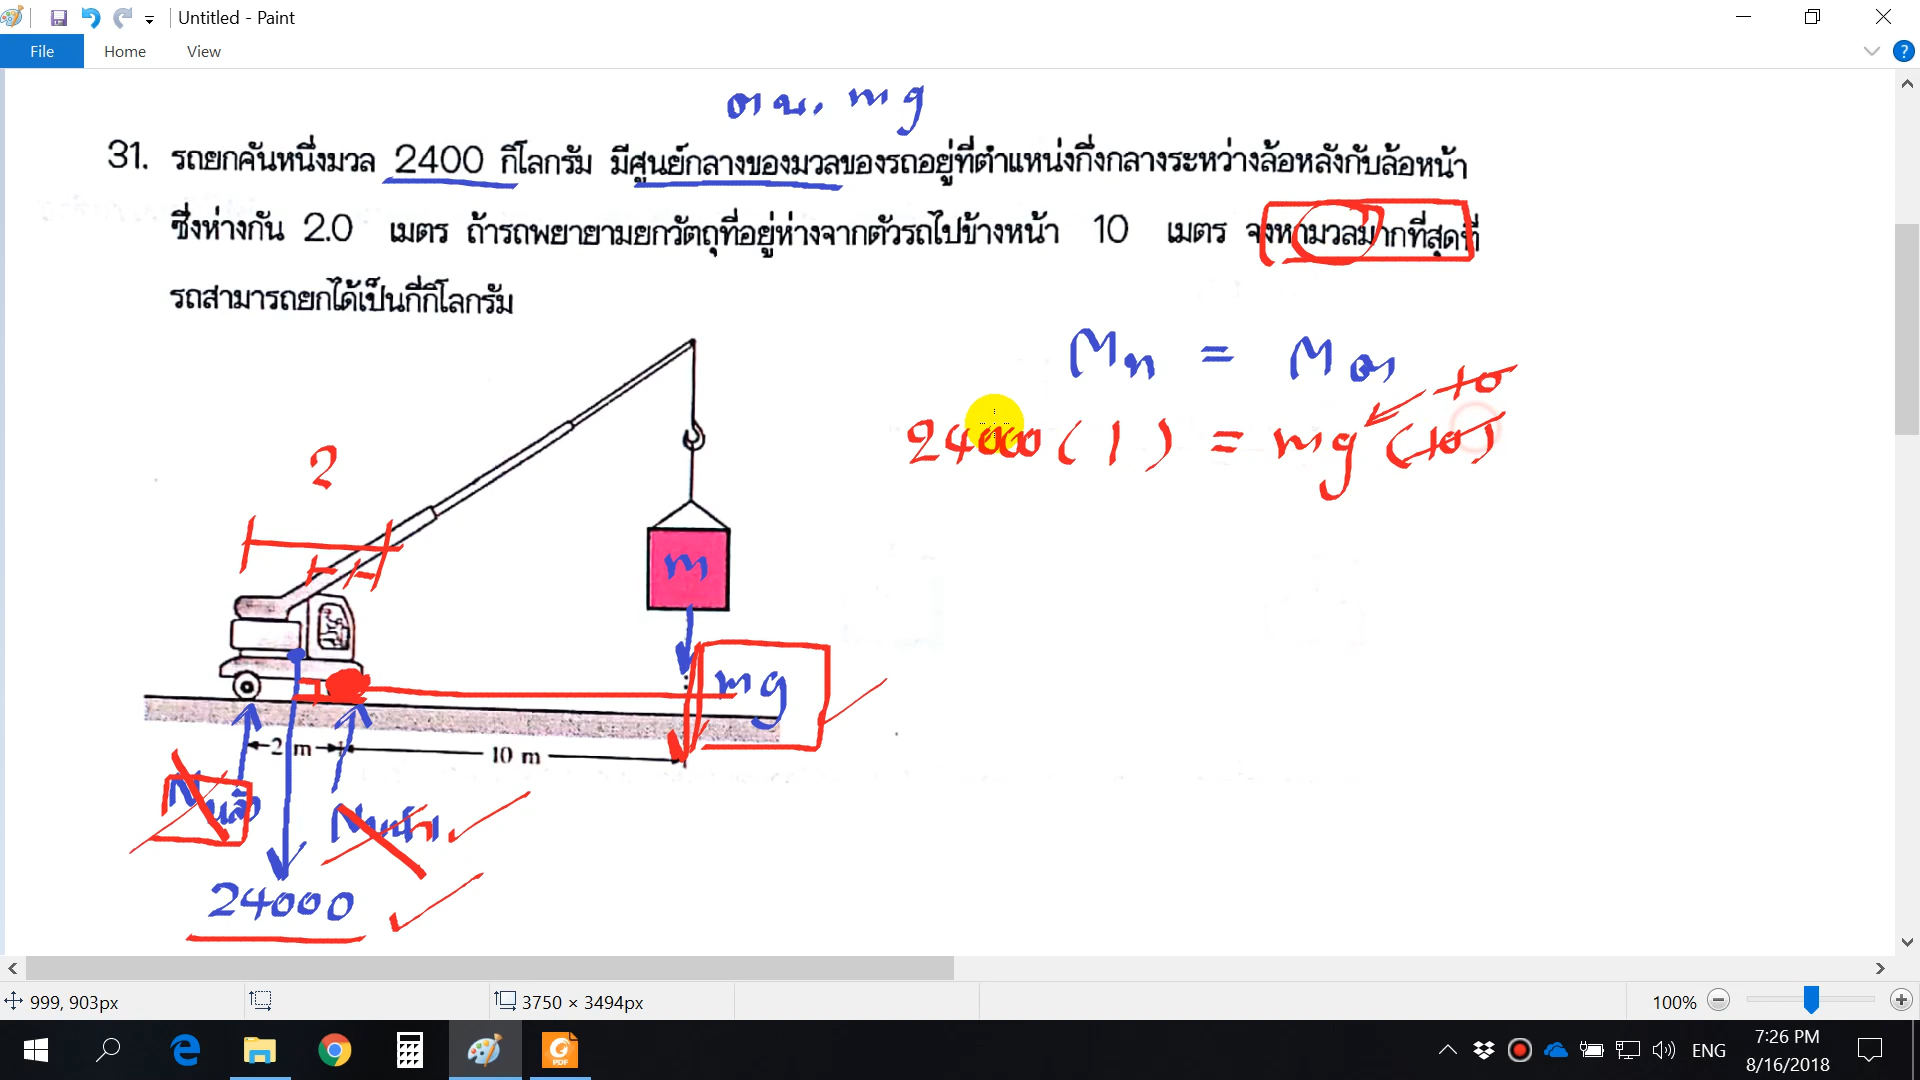 Untitled - Paint
File Home View
mg
31. รถยกคันหนึ่งมวล 2400 กิโลกรัม มีศูนย์กลางของมวลของรถอยู่ที่ตำแหน่งกึ่งกลางระหว่างล้อหลังกับล้อหน้า
ซึ่งห่างกัน 2.0 เมตร ถ้ารถพยายามยกวัตถุที่อยู่ห่างจากตัวรถไปข้างหน้า 10 เมตร จงหามวลมากที่สุดที่
รถสามารถยกได้เป็นกี่กิโลกรัม
M = M
10
24000 ( 1 ) = mg (10)
2
m
mg
2 m
10 m
24000
999, 903px
3750 × 3494px
100%
PDF
ENG
7:26 PM
8/16/2018